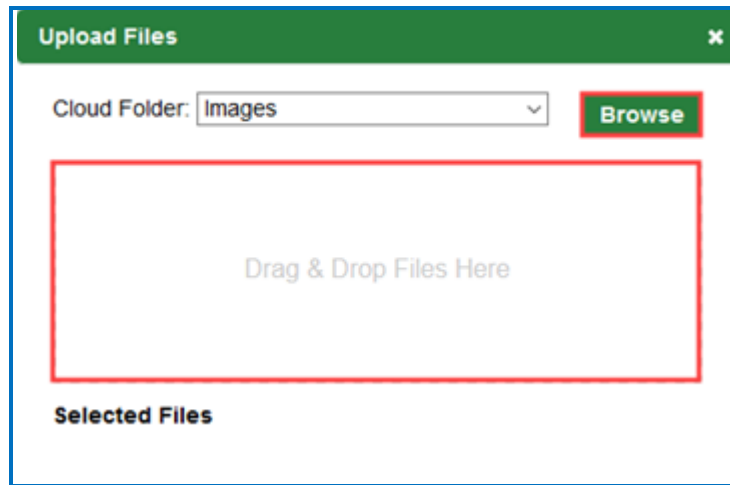 Upload Files
Cloud Folder: Images Browse
Drag & Drop Files Here
Selected Files